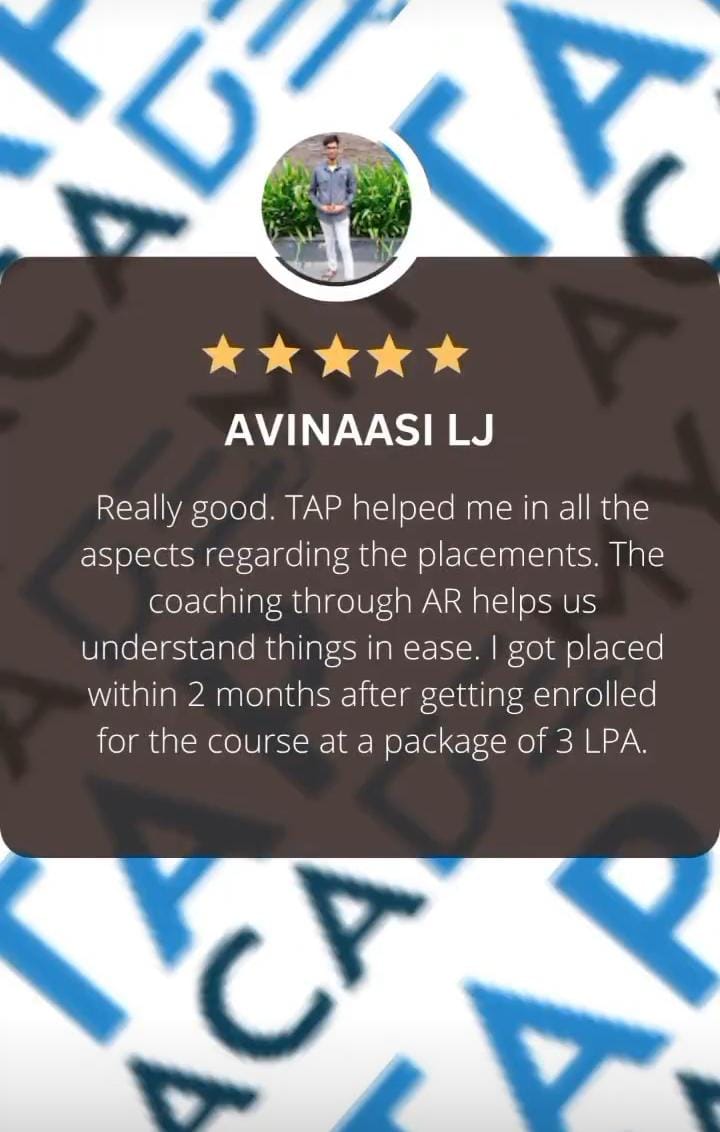 AVINAASI LJ
Really good. TAP helped me in all the
aspects regarding the placements. The
coaching through AR helps us
understand things in ease. I got placed
within 2 months after getting enrolled
for the course at a package of 3 LPA.
TAP
ACADEMY